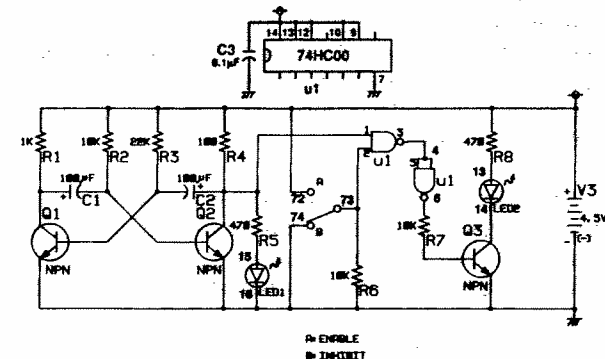 14 13 12 10 9
C3
0.1µF
74HC00
7
u1
1K
R1
10K
R2
22K
R3
100
R4
100µF
C1
100µF
C2
Q1
NPN
Q2
NPN
470
R5
15
16
LED1
72
A
74
73
B
10K
R6
1
2
3
u1
4
5
u1
6
10K
R7
Q3
NPN
470
R8
13
14
LED2
+
V3
4.5V
-
(-)
A= ENABLE
B= INHIBIT